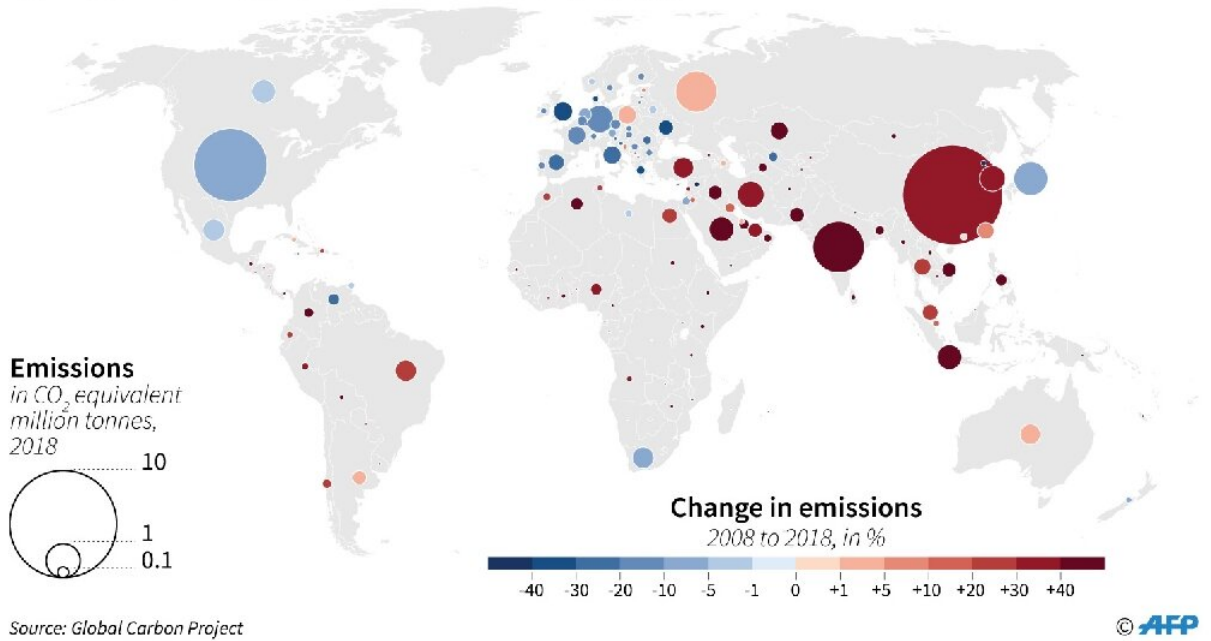 Emissions
in CO2 equivalent
million tonnes,
2018
10
1
0.1
Change in emissions
2008 to 2018, in %
-40 -30 -20 -10 -5 -1 0 +1 +5 +10 +20 +30 +40
Source: Global Carbon Project
© AFP